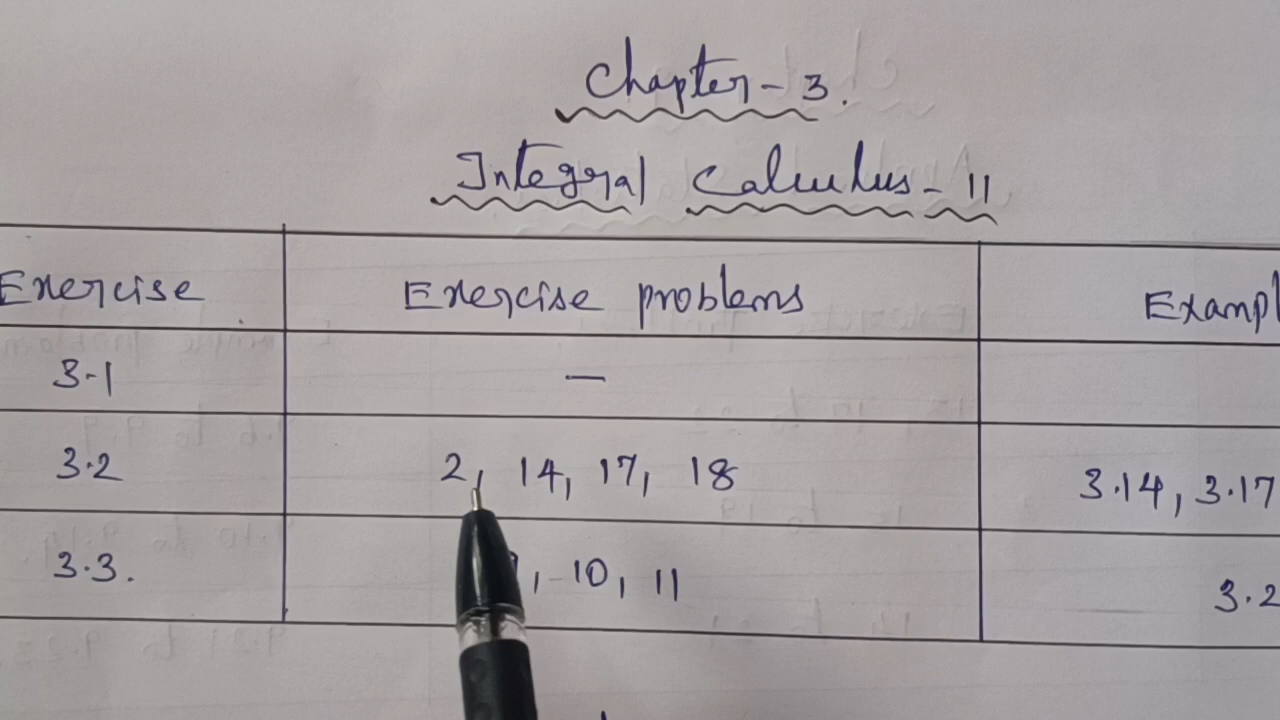 Chapter - 3.
Integral Calculus - II
Exercise Exercise problems Exampl
3.1 —
3.2 2, 14, 17, 18 3.14, 3.17
3.3. , 10, 11 3.2